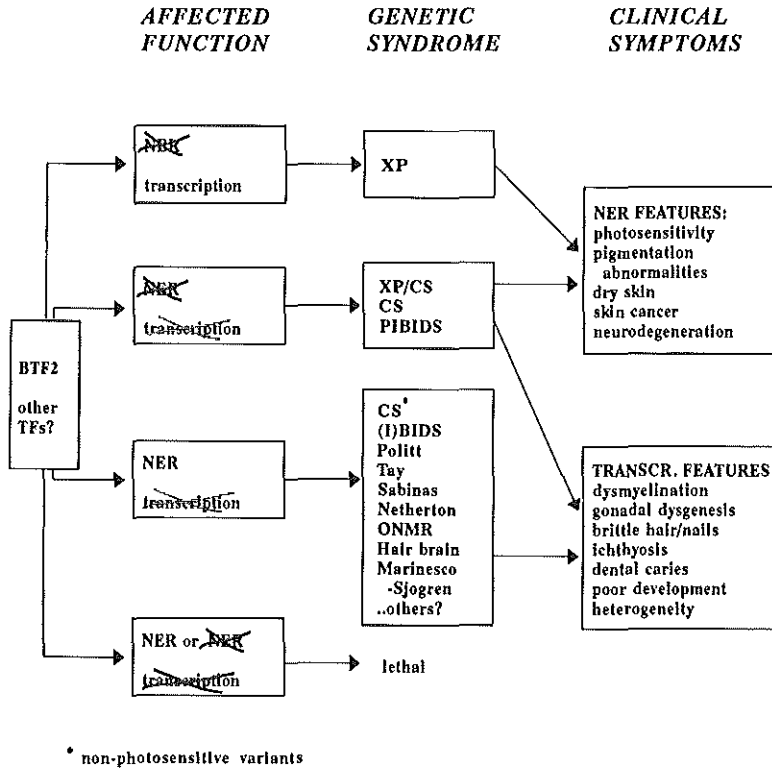 AFFECTED FUNCTION
GENETIC SYNDROME
CLINICAL SYMPTOMS
BTF2
other
TFs?
NER
transcription
XP
NER
transcription
XP/CS
CS
PIBIDS
NER
transcription
CS*
(I)BIDS
Politt
Tay
Sabinas
Netherton
ONMR
Hair brain
Marinesco
-Sjogren
..others?
NER or NER
transcription
lethal
NER FEATURES:
photosensitivity
pigmentation
abnormalities
dry skin
skin cancer
neurodegeneration
TRANSCR. FEATURES
dysmyelination
gonadal dysgenesis
brittle hair/nails
ichthyosis
dental caries
poor development
heterogeneity
* non-photosensitive variants